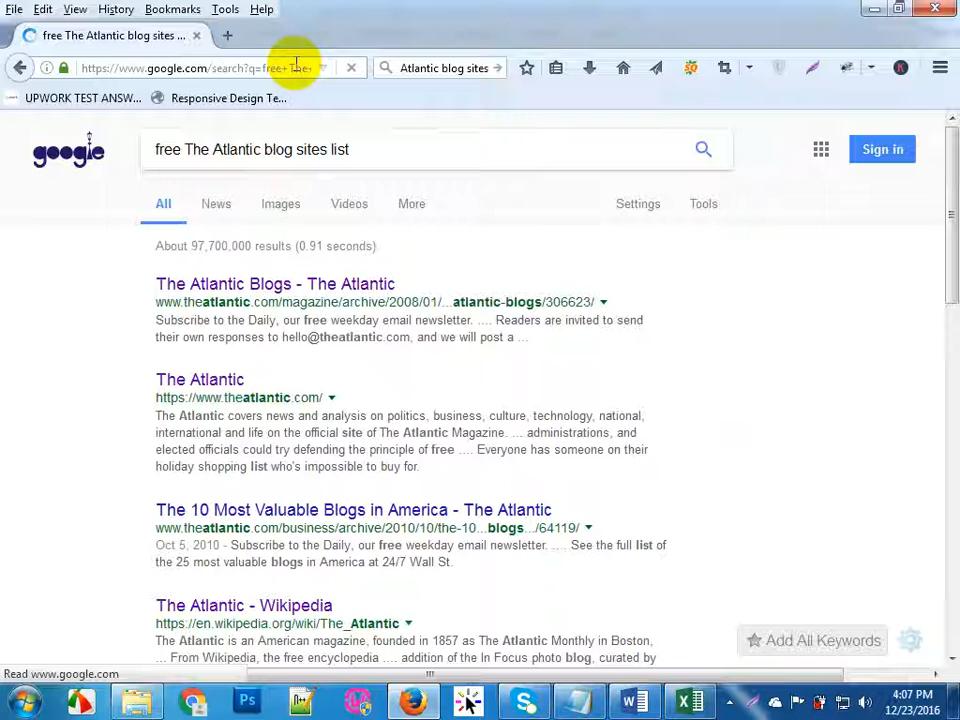 File Edit View History Bookmarks Tools Help
free The Atlantic blog sites ...
https://www.google.com/search?q=free+The+
Atlantic blog sites
UPWORK TEST ANSW... Responsive Design Te...
google
free The Atlantic blog sites list
Sign in
All News Images Videos More Settings Tools
About 97,700,000 results (0.91 seconds)
The Atlantic Blogs - The Atlantic
www.theatlantic.com/magazine/archive/2008/01/...atlantic-blogs/306623/
Subscribe to the Daily, our free weekday email newsletter. .... Readers are invited to send
their own responses to hello@theatlantic.com, and we will post a ...
The Atlantic
https://www.theatlantic.com/
The Atlantic covers news and analysis on politics, business, culture, technology, national,
international and life on the official site of The Atlantic Magazine. ... administrations, and
elected officials could try defending the principle of free .... Everyone has someone on their
holiday shopping list who's impossible to buy for.
The 10 Most Valuable Blogs in America - The Atlantic
www.theatlantic.com/business/archive/2010/10/the-10...blogs.../64119/
Oct 5, 2010 - Subscribe to the Daily, our free weekday email newsletter. .... See the full list of
the 25 most valuable blogs in America at 24/7 Wall St.
The Atlantic - Wikipedia
https://en.wikipedia.org/wiki/The_Atlantic
The Atlantic is an American magazine, founded in 1857 as The Atlantic Monthly in Boston,
... From Wikipedia, the free encyclopedia .... addition of the In Focus photo blog, curated by
Add All Keywords
Read www.google.com
4:07 PM
12/23/2016